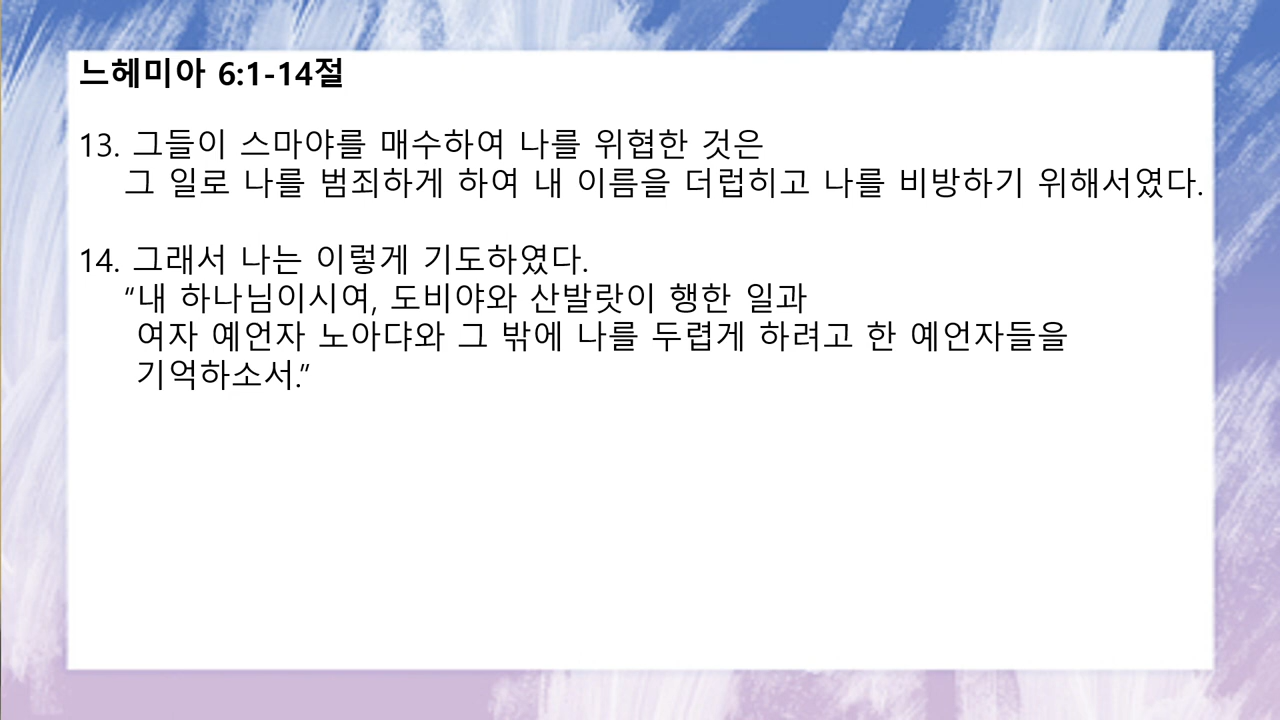 느헤미아 6:1-14절
13. 그들이 스마야를 매수하여 나를 위협한 것은
그 일로 나를 범죄하게 하여 내 이름을 더럽히고 나를 비방하기 위해서였다.
14. 그래서 나는 이렇게 기도하였다.
“내 하나님이시여, 도비야와 산발랏이 행한 일과
여자 예언자 노아댜와 그 밖에 나를 두렵게 하려고 한 예언자들을
기억하소서.”